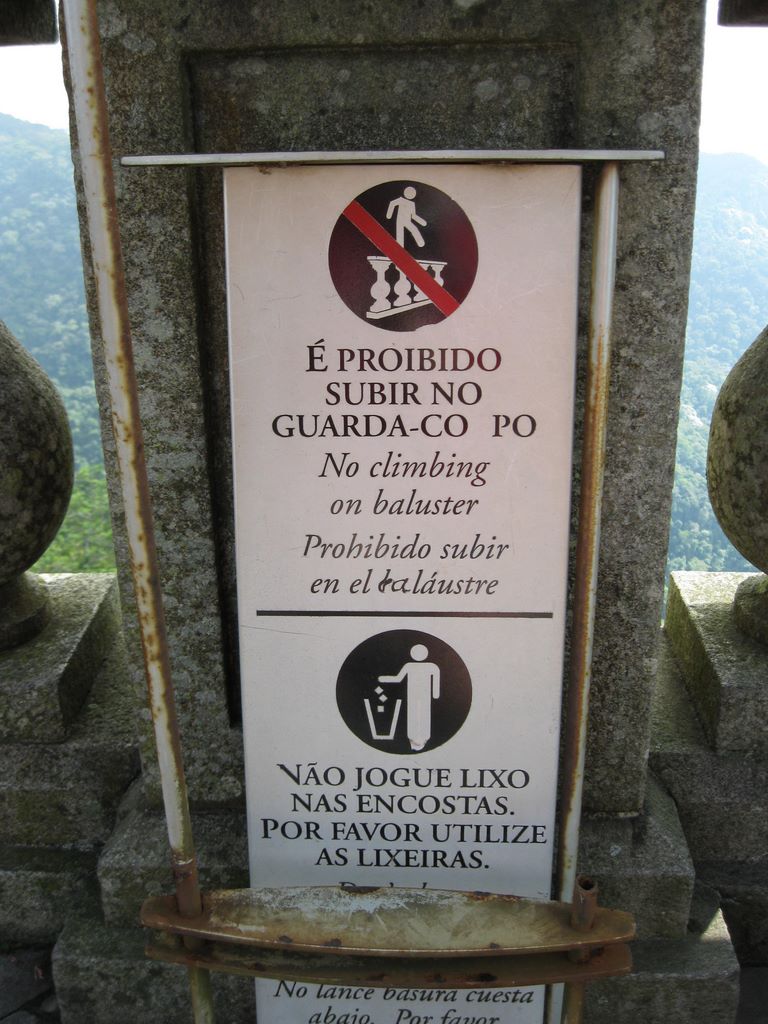 É PROIBIDO
SUBIR NO
GUARDA-CO PO
No climbing
on baluster
Prohibido subir
en el baláustre
NÃO JOGUE LIXO
NAS ENCOSTAS.
POR FAVOR UTILIZE
AS LIXEIRAS.
No lance basura cuesta
abajo. Por favor